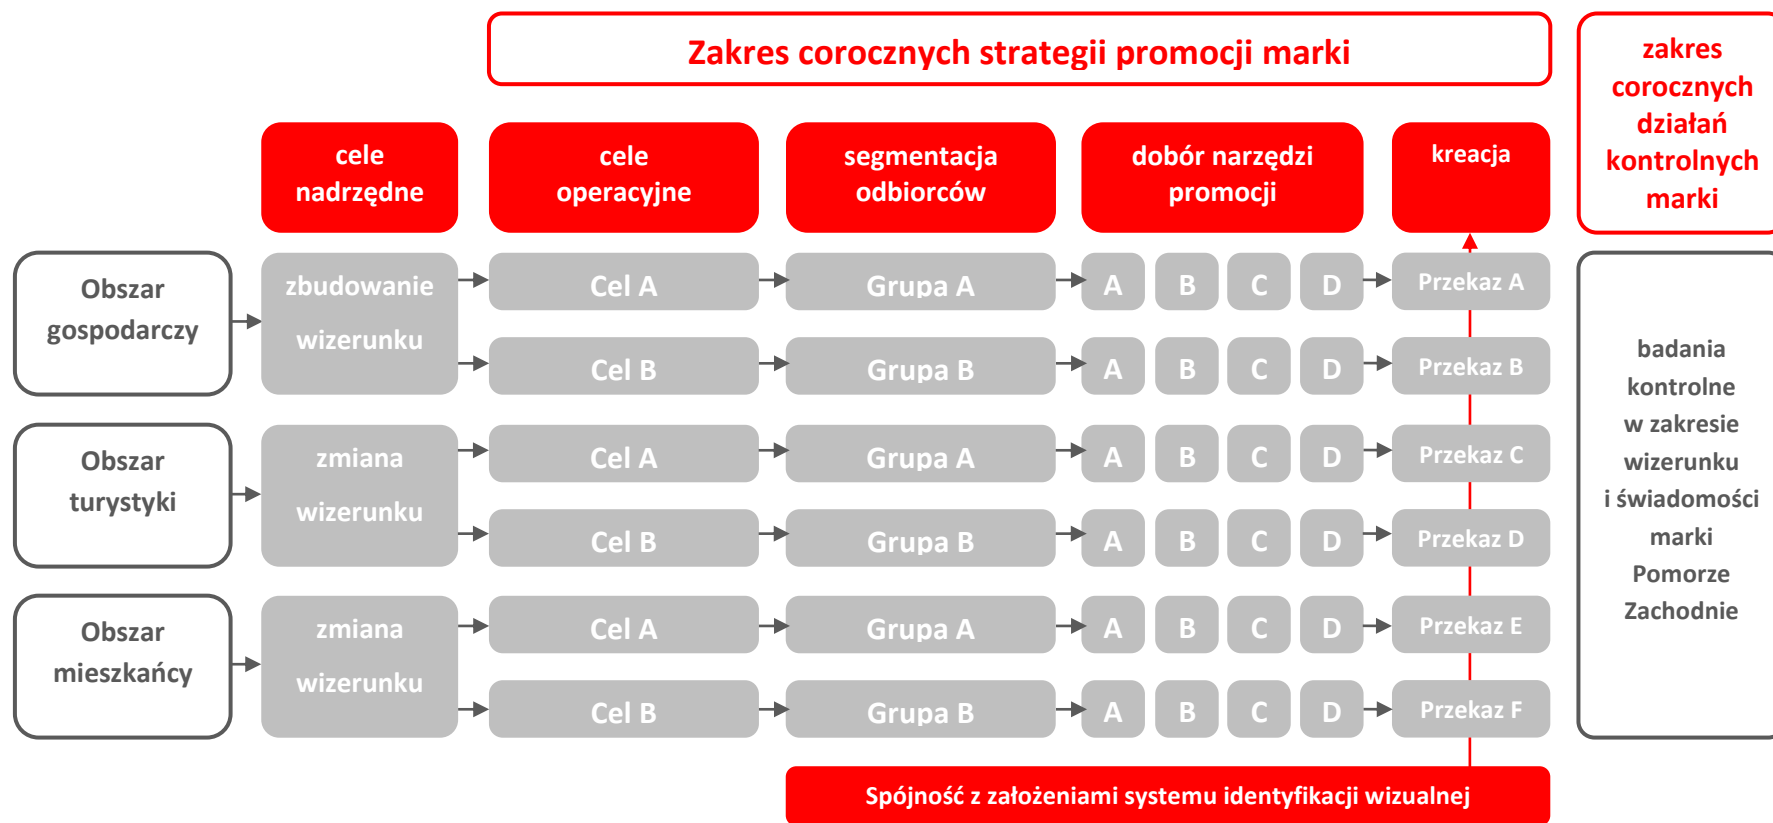 Zakres corocznych strategii promocji marki
zakres
corocznych
działań
kontrolnych
marki
cele
nadrzędne
cele
operacyjne
segmentacja
odbiorców
dobór narzędzi
promocji
kreacja
Obszar
gospodarczy
zbudowanie
wizerunku
Cel A
Grupa A
A B C D
Przekaz A
Cel B
Grupa B
A B C D
Przekaz B
Obszar
turystyki
zmiana
wizerunku
Cel A
Grupa A
A B C D
Przekaz C
Cel B
Grupa B
A B C D
Przekaz D
Obszar
mieszkańcy
zmiana
wizerunku
Cel A
Grupa A
A B C D
Przekaz E
Cel B
Grupa B
A B C D
Przekaz F
badania
kontrolne
w zakresie
wizerunku
i świadomości
marki
Pomorze
Zachodnie
Spójność z założeniami systemu identyfikacji wizualnej